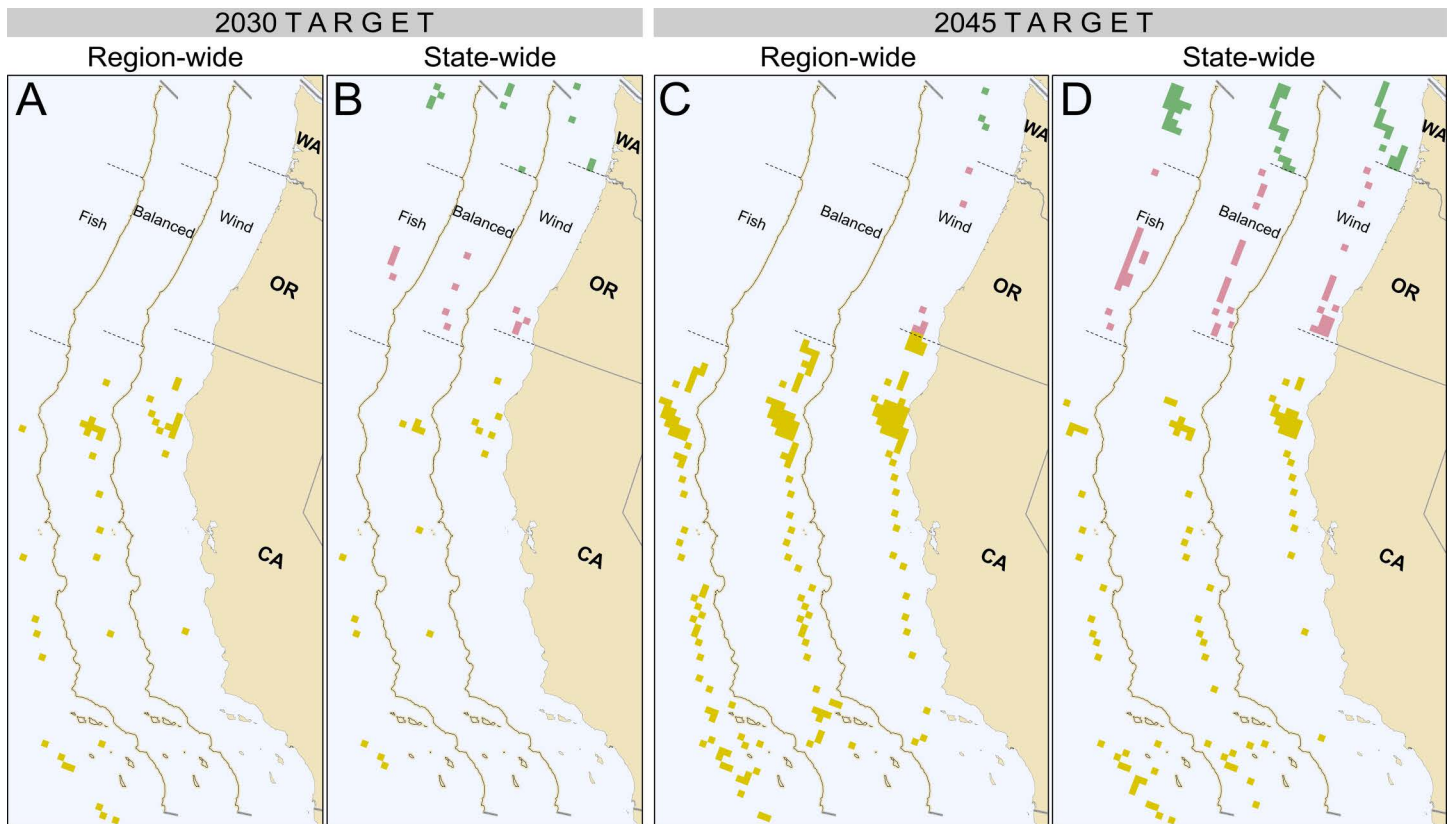 2030 TARGET
2045 TARGET
Region-wide
State-wide
Region-wide
State-wide
A
B
C
D
WA
WA
WA
WA
Fish
Balanced
Wind
Fish
Balanced
Wind
Fish
Balanced
Wind
Fish
Balanced
Wind
OR
OR
OR
OR
CA
CA
CA
CA